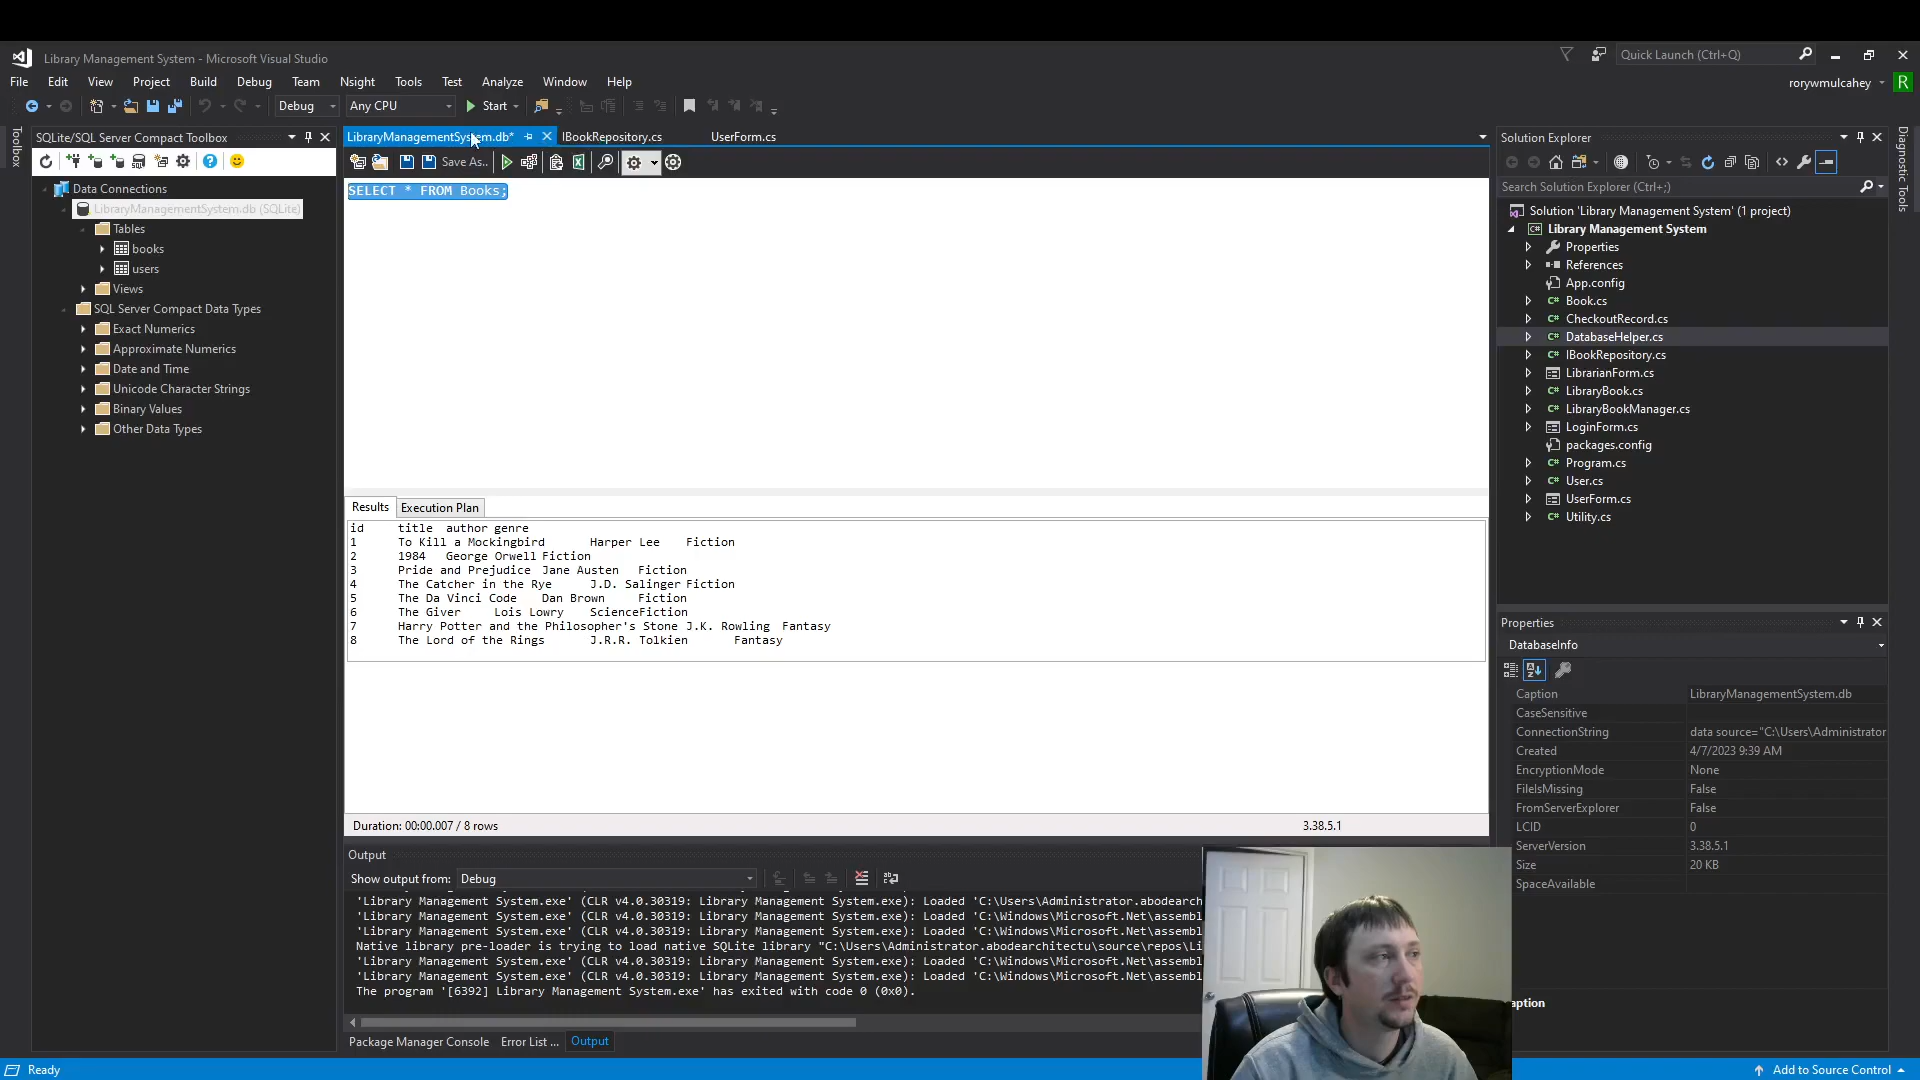 Library Management System - Microsoft Visual Studio
Quick Launch (Ctrl+Q)
File Edit View Project Build Debug Team Nsight Tools Test Analyze Window Help
rorywmulcahey R
Debug Any CPU Start
Toolbox
SQLite/SQL Server Compact Toolbox
Data Connections
LibraryManagementSystem.db (SQLite)
Tables
books
users
Views
SQL Server Compact Data Types
Exact Numerics
Approximate Numerics
Date and Time
Unicode Character Strings
Binary Values
Other Data Types
LibraryManagementSystem.db* IBookRepository.cs UserForm.cs
Save As..
SELECT * FROM Books;
Results Execution Plan
id title author genre
1 To Kill a Mockingbird Harper Lee Fiction
2 1984 George Orwell Fiction
3 Pride and Prejudice Jane Austen Fiction
4 The Catcher in the Rye J.D. Salinger Fiction
5 The Da Vinci Code Dan Brown Fiction
6 The Giver Lois Lowry ScienceFiction
7 Harry Potter and the Philosopher's Stone J.K. Rowling Fantasy
8 The Lord of the Rings J.R.R. Tolkien Fantasy
Duration: 00:00.007 / 8 rows 3.38.5.1
Output
Show output from: Debug
'Library Management System.exe' (CLR v4.0.30319: Library Management System.exe): Loaded 'C:\Users\Administrator.abodearch
'Library Management System.exe' (CLR v4.0.30319: Library Management System.exe): Loaded 'C:\Windows\Microsoft.Net\assembl
'Library Management System.exe' (CLR v4.0.30319: Library Management System.exe): Loaded 'C:\Windows\Microsoft.Net\assembl
Native library pre-loader is trying to load native SQLite library "C:\Users\Administrator.abodearchitectu\source\repos\Li
'Library Management System.exe' (CLR v4.0.30319: Library Management System.exe): Loaded 'C:\Windows\Microsoft.Net\assembl
'Library Management System.exe' (CLR v4.0.30319: Library Management System.exe): Loaded 'C:\Windows\Microsoft.Net\assembl
The program '[6392] Library Management System.exe' has exited with code 0 (0x0).
Package Manager Console Error List ... Output
Solution Explorer
Search Solution Explorer (Ctrl+;)
Solution 'Library Management System' (1 project)
Library Management System
Properties
References
App.config
Book.cs
CheckoutRecord.cs
DatabaseHelper.cs
IBookRepository.cs
LibrarianForm.cs
LibraryBook.cs
LibraryBookManager.cs
LoginForm.cs
packages.config
Program.cs
User.cs
UserForm.cs
Utility.cs
Properties
DatabaseInfo
Caption LibraryManagementSystem.db
CaseSensitive
ConnectionString data source="C:\Users\Administrator
Created 4/7/2023 9:39 AM
EncryptionMode None
FileIsMissing False
FromServerExplorer False
LCID 0
ServerVersion 3.38.5.1
Size 20 KB
SpaceAvailable
aption
Diagnostic Tools
Ready
Add to Source Control